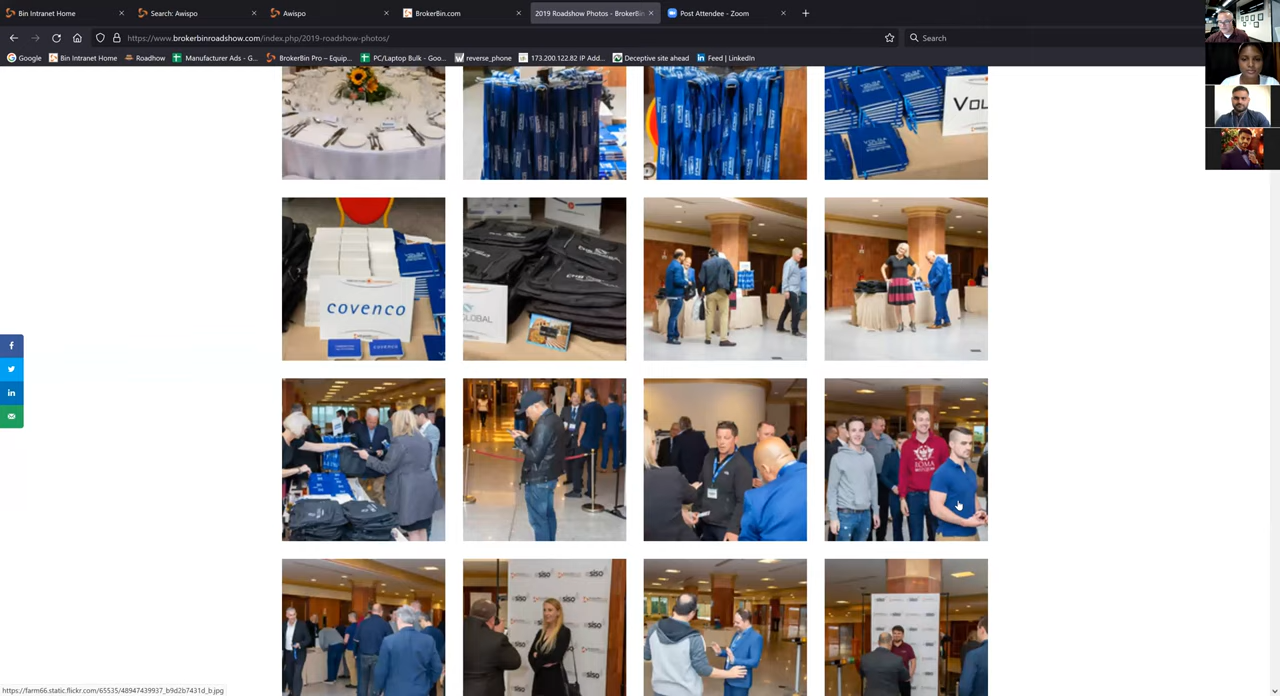 Bin Intranet Home
Search: Awispo
Awispo
BrokerBin.com
2019 Roadshow Photos - BrokerBin
Post Attendee - Zoom
https://www.brokerbinroadshow.com/index.php/2019-roadshow-photos/
Search
Google
Bin Intranet Home
Roadhow
Manufacturer Ads - G...
BrokerBin Pro – Equip...
PC/Laptop Bulk - Goo...
reverse_phone
173.200.122.82 IP Add...
Deceptive site ahead
Feed | LinkedIn
covenco
GLOBAL
ROMA
SISO
https://farm66.static.flickr.com/65535/48947439937_b9d2b7431d_b.jpg